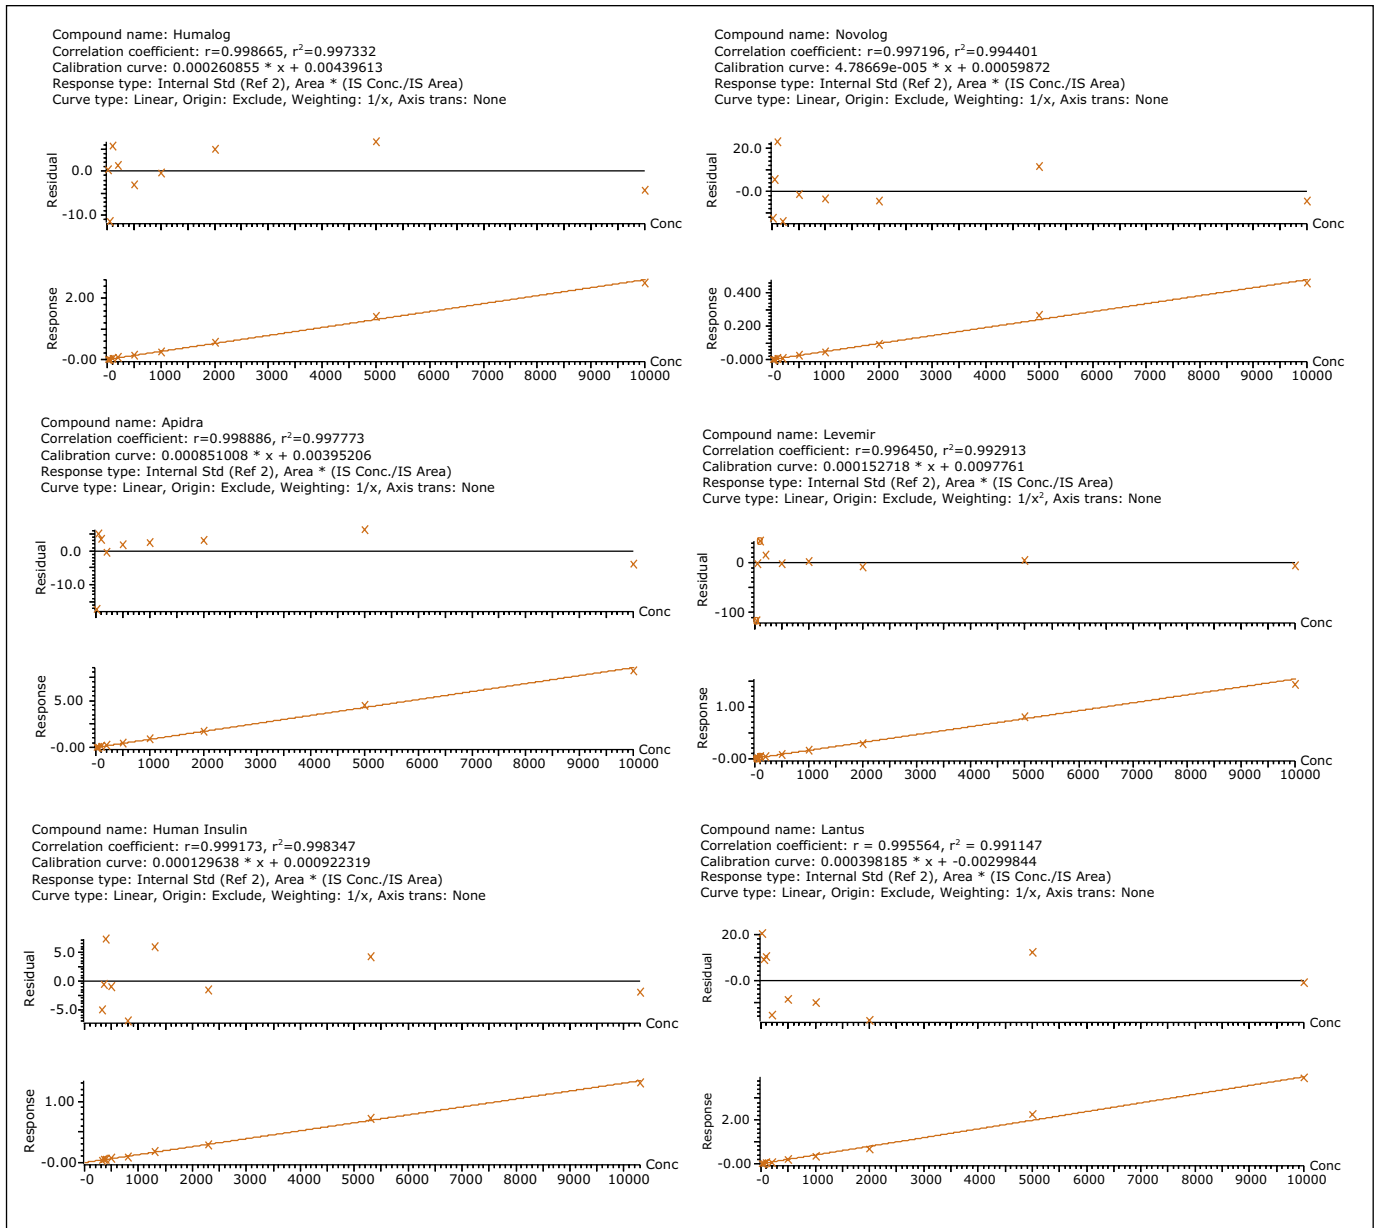 Compound name: Humalog
Correlation coefficient: r=0.998665, r²=0.997332
Calibration curve: 0.000260855 * x + 0.00439613
Response type: Internal Std (Ref 2), Area * (IS Conc./IS Area)
Curve type: Linear, Origin: Exclude, Weighting: 1/x, Axis trans: None
Residual
0.0
-10.0
Conc
Response
2.00
-0.00
Conc
-0 1000 2000 3000 4000 5000 6000 7000 8000 9000 10000
Compound name: Novolog
Correlation coefficient: r=0.997196, r²=0.994401
Calibration curve: 4.78669e-005 * x + 0.00059872
Response type: Internal Std (Ref 2), Area * (IS Conc./IS Area)
Curve type: Linear, Origin: Exclude, Weighting: 1/x, Axis trans: None
Residual
20.0
-0.0
Conc
Response
0.400
0.200
-0.000
Conc
-0 1000 2000 3000 4000 5000 6000 7000 8000 9000 10000
Compound name: Apidra
Correlation coefficient: r=0.998886, r²=0.997773
Calibration curve: 0.000851008 * x + 0.00395206
Response type: Internal Std (Ref 2), Area * (IS Conc./IS Area)
Curve type: Linear, Origin: Exclude, Weighting: 1/x, Axis trans: None
Residual
0.0
-10.0
Conc
Response
5.00
-0.00
Conc
-0 1000 2000 3000 4000 5000 6000 7000 8000 9000 10000
Compound name: Levemir
Correlation coefficient: r=0.996450, r²=0.992913
Calibration curve: 0.000152718 * x + 0.0097761
Response type: Internal Std (Ref 2), Area * (IS Conc./IS Area)
Curve type: Linear, Origin: Exclude, Weighting: 1/x², Axis trans: None
Residual
0
-100
Conc
Response
1.00
-0.00
Conc
-0 1000 2000 3000 4000 5000 6000 7000 8000 9000 10000
Compound name: Human Insulin
Correlation coefficient: r=0.999173, r²=0.998347
Calibration curve: 0.000129638 * x + 0.000922319
Response type: Internal Std (Ref 2), Area * (IS Conc./IS Area)
Curve type: Linear, Origin: Exclude, Weighting: 1/x, Axis trans: None
Residual
5.0
0.0
-5.0
Conc
Response
1.00
-0.00
Conc
-0 1000 2000 3000 4000 5000 6000 7000 8000 9000 10000
Compound name: Lantus
Correlation coefficient: r = 0.995564, r² = 0.991147
Calibration curve: 0.000398185 * x + -0.00299844
Response type: Internal Std (Ref 2), Area * (IS Conc./IS Area)
Curve type: Linear, Origin: Exclude, Weighting: 1/x, Axis trans: None
Residual
20.0
-0.0
Conc
Response
2.00
-0.00
Conc
-0 1000 2000 3000 4000 5000 6000 7000 8000 9000 10000